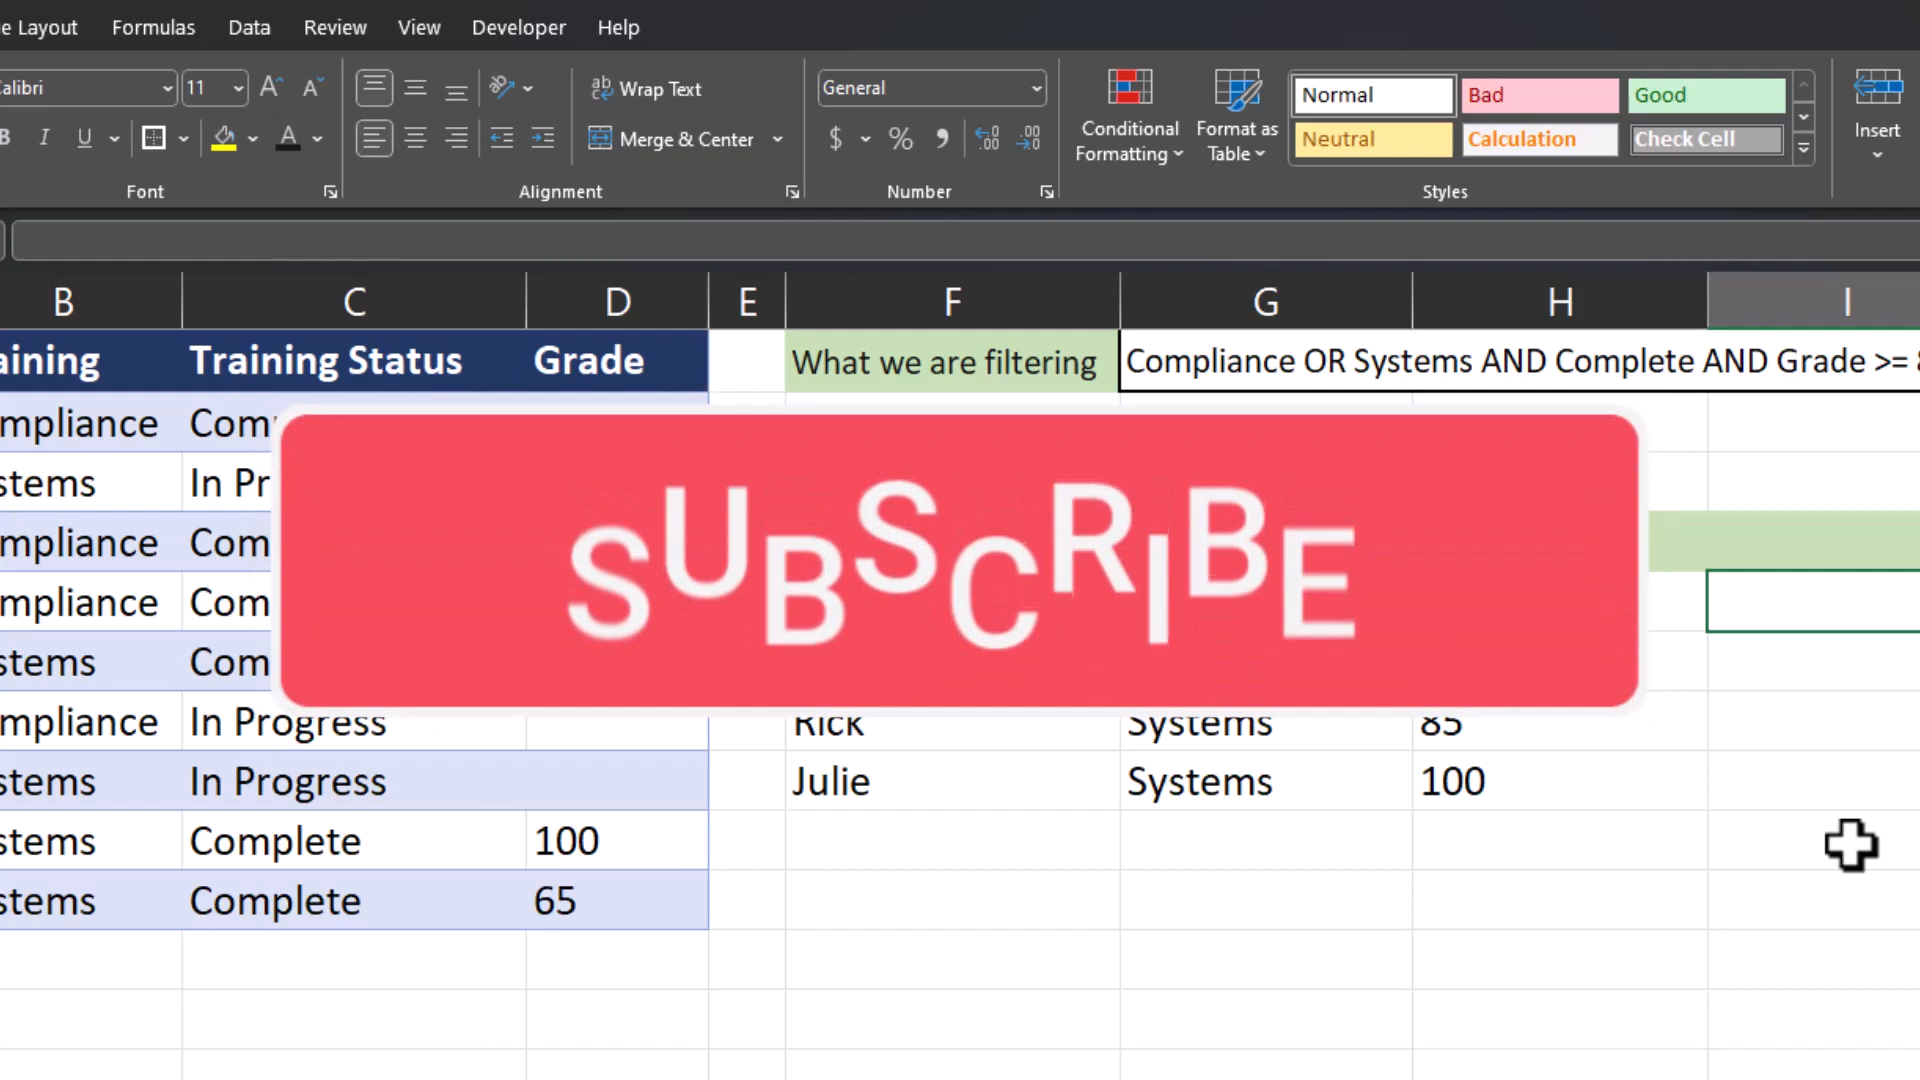 e Layout Formulas Data Review View Developer Help
alibri 11 Wrap Text General Conditional Formatting Format as Table Normal Bad Good Insert
B I U A Merge & Center $ % Neutral Calculation Check Cell
Font Alignment Number Styles
B C D E F G H I
aining Training Status Grade What we are filtering Compliance OR Systems AND Complete AND Grade >=
mpliance Com
stems In Pr
mpliance Com
SUBSCRIBE
mpliance Com
stems Com
mpliance In Progress Rick Systems 85
stems In Progress Julie Systems 100
stems Complete 100
stems Complete 65